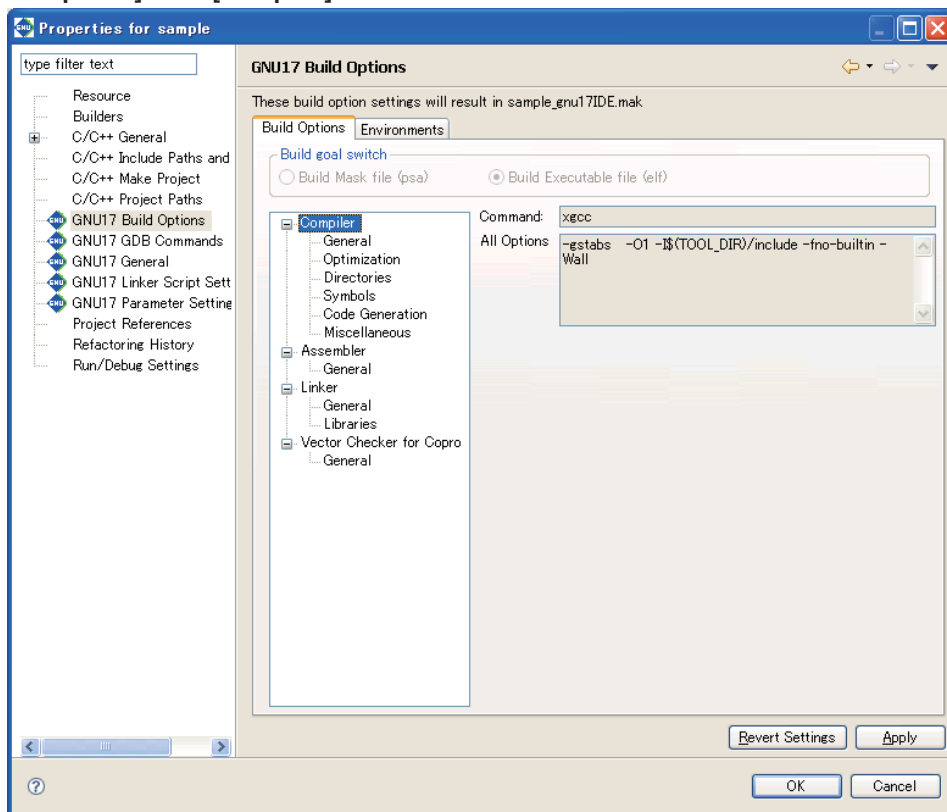 Properties for sample
type filter text
GNU17 Build Options
Resource
Builders
C/C++ General
C/C++ Include Paths and
C/C++ Make Project
C/C++ Project Paths
GNU17 Build Options
GNU17 GDB Commands
GNU17 General
GNU17 Linker Script Sett
GNU17 Parameter Setting
Project References
Refactoring History
Run/Debug Settings
These build option settings will result in sample_gnu17IDE.mak
Build Options
Environments
Build goal switch
Build Mask file (psa)
Build Executable file (elf)
Compiler
General
Optimization
Directories
Symbols
Code Generation
Miscellaneous
Assembler
General
Linker
General
Libraries
Vector Checker for Copro
General
Command: xgcc
All Options -gstabs -O1 -I$(TOOL_DIR)/include -fno-builtin -
Wall
Revert Settings
Apply
OK
Cancel